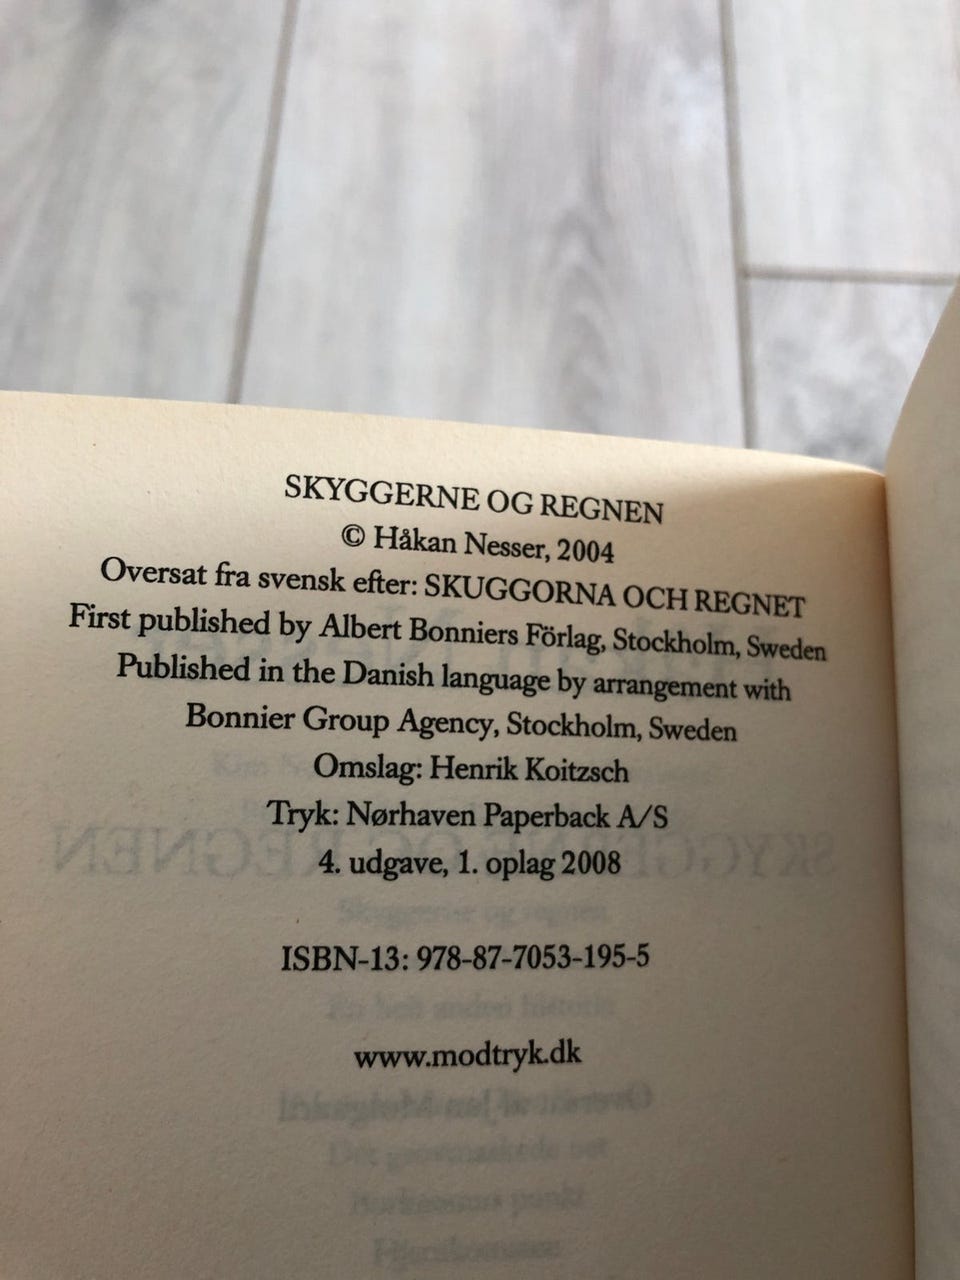 SKYGGERNE OG REGNEN
© Håkan Nesser, 2004
Oversat fra svensk efter: SKUGGORNA OCH REGNET
First published by Albert Bonniers Förlag, Stockholm, Sweden
Published in the Danish language by arrangement with
Bonnier Group Agency, Stockholm, Sweden
Omslag: Henrik Koitzsch
Tryk: Nørhaven Paperback A/S
4. udgave, 1. oplag 2008
ISBN-13: 978-87-7053-195-5
www.modtryk.dk